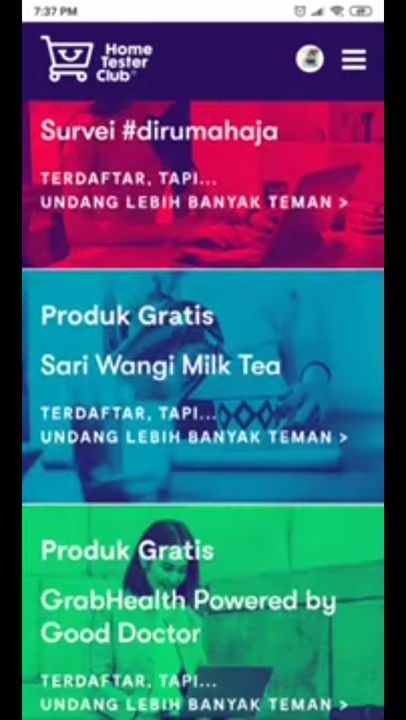 7:37 PM
Home
Tester
Club
Survei #dirumahaja
TERDAFTAR, TAPI...
UNDANG LEBIH BANYAK TEMAN >
Produk Gratis
Sari Wangi Milk Tea
TERDAFTAR, TAPI...
UNDANG LEBIH BANYAK TEMAN >
Produk Gratis
GrabHealth Powered by
Good Doctor
TERDAFTAR, TAPI...
UNDANG LEBIH BANYAK TEMAN >